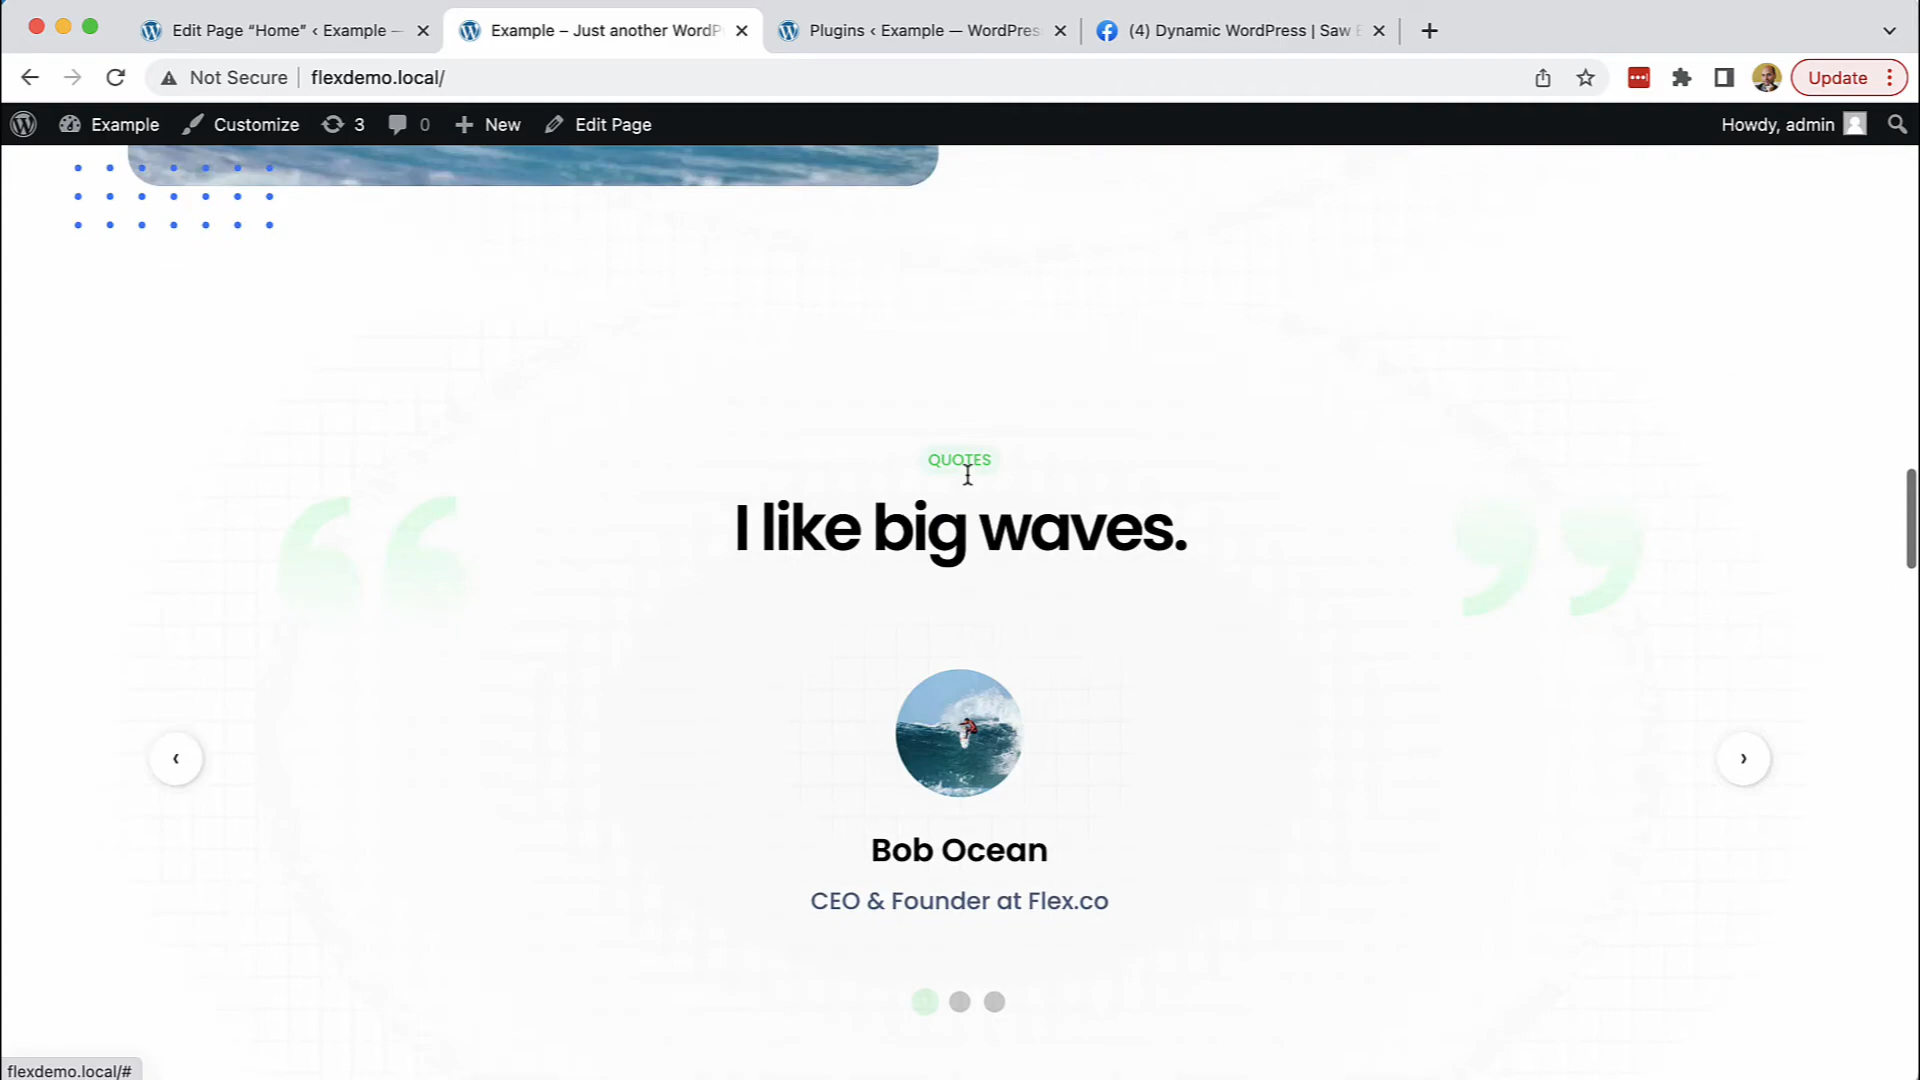 Edit Page “Home” ‹ Example —
Example – Just another WordP
Plugins ‹ Example — WordPres
(4) Dynamic WordPress | Saw
Not Secure
flexdemo.local/
Update
Example
Customize
3
0
New
Edit Page
Howdy, admin
QUOTES
I like big waves.
“
”
‹
›
Bob Ocean
CEO & Founder at Flex.co
flexdemo.local/#